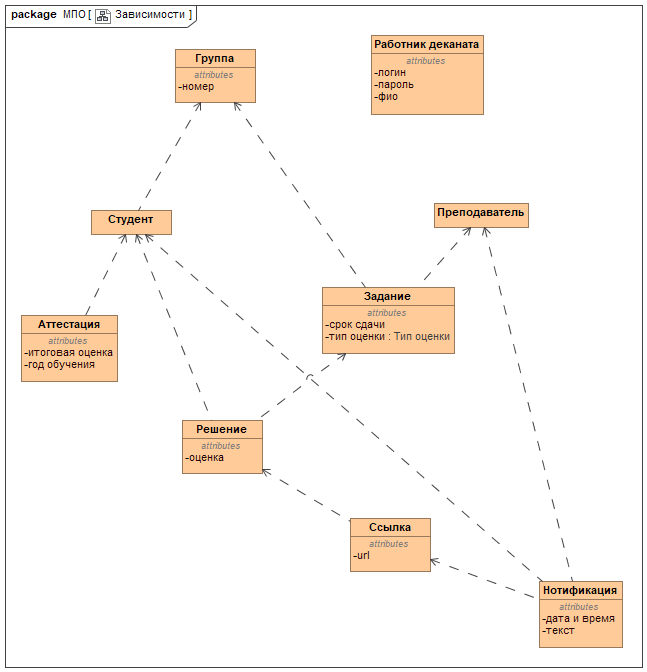 package МПО [ Зависимости ]
Группа
attributes
-номер
Работник деканата
attributes
-логин
-пароль
-фио
Студент
Преподаватель
Задание
attributes
-срок сдачи
-тип оценки : Тип оценки
Аттестация
attributes
-итоговая оценка
-год обучения
Решение
attributes
-оценка
Ссылка
attributes
-url
Нотификация
attributes
-дата и время
-текст